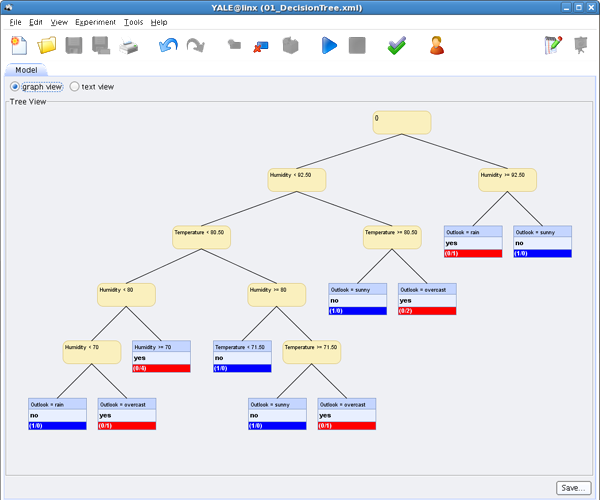 YALE@linx (01_DecisionTree.xml)
File Edit View Experiment Tools Help
Model
graph view text view
Tree View
0
Humidity < 92.50 Humidity >= 92.50
Temperature < 80.50 Temperature >= 80.50 Outlook = rain Outlook = sunny
yes no
(0/1) (1/0)
Humidity < 80 Humidity >= 80 Outlook = sunny Outlook = overcast
no yes
(1/0) (0/2)
Humidity < 70 Humidity >= 70 Temperature < 71.50 Temperature >= 71.50
yes no
(0/4) (1/0)
Outlook = rain Outlook = overcast Outlook = sunny Outlook = overcast
no yes no yes
(1/0) (0/1) (1/0) (0/1)
Save...